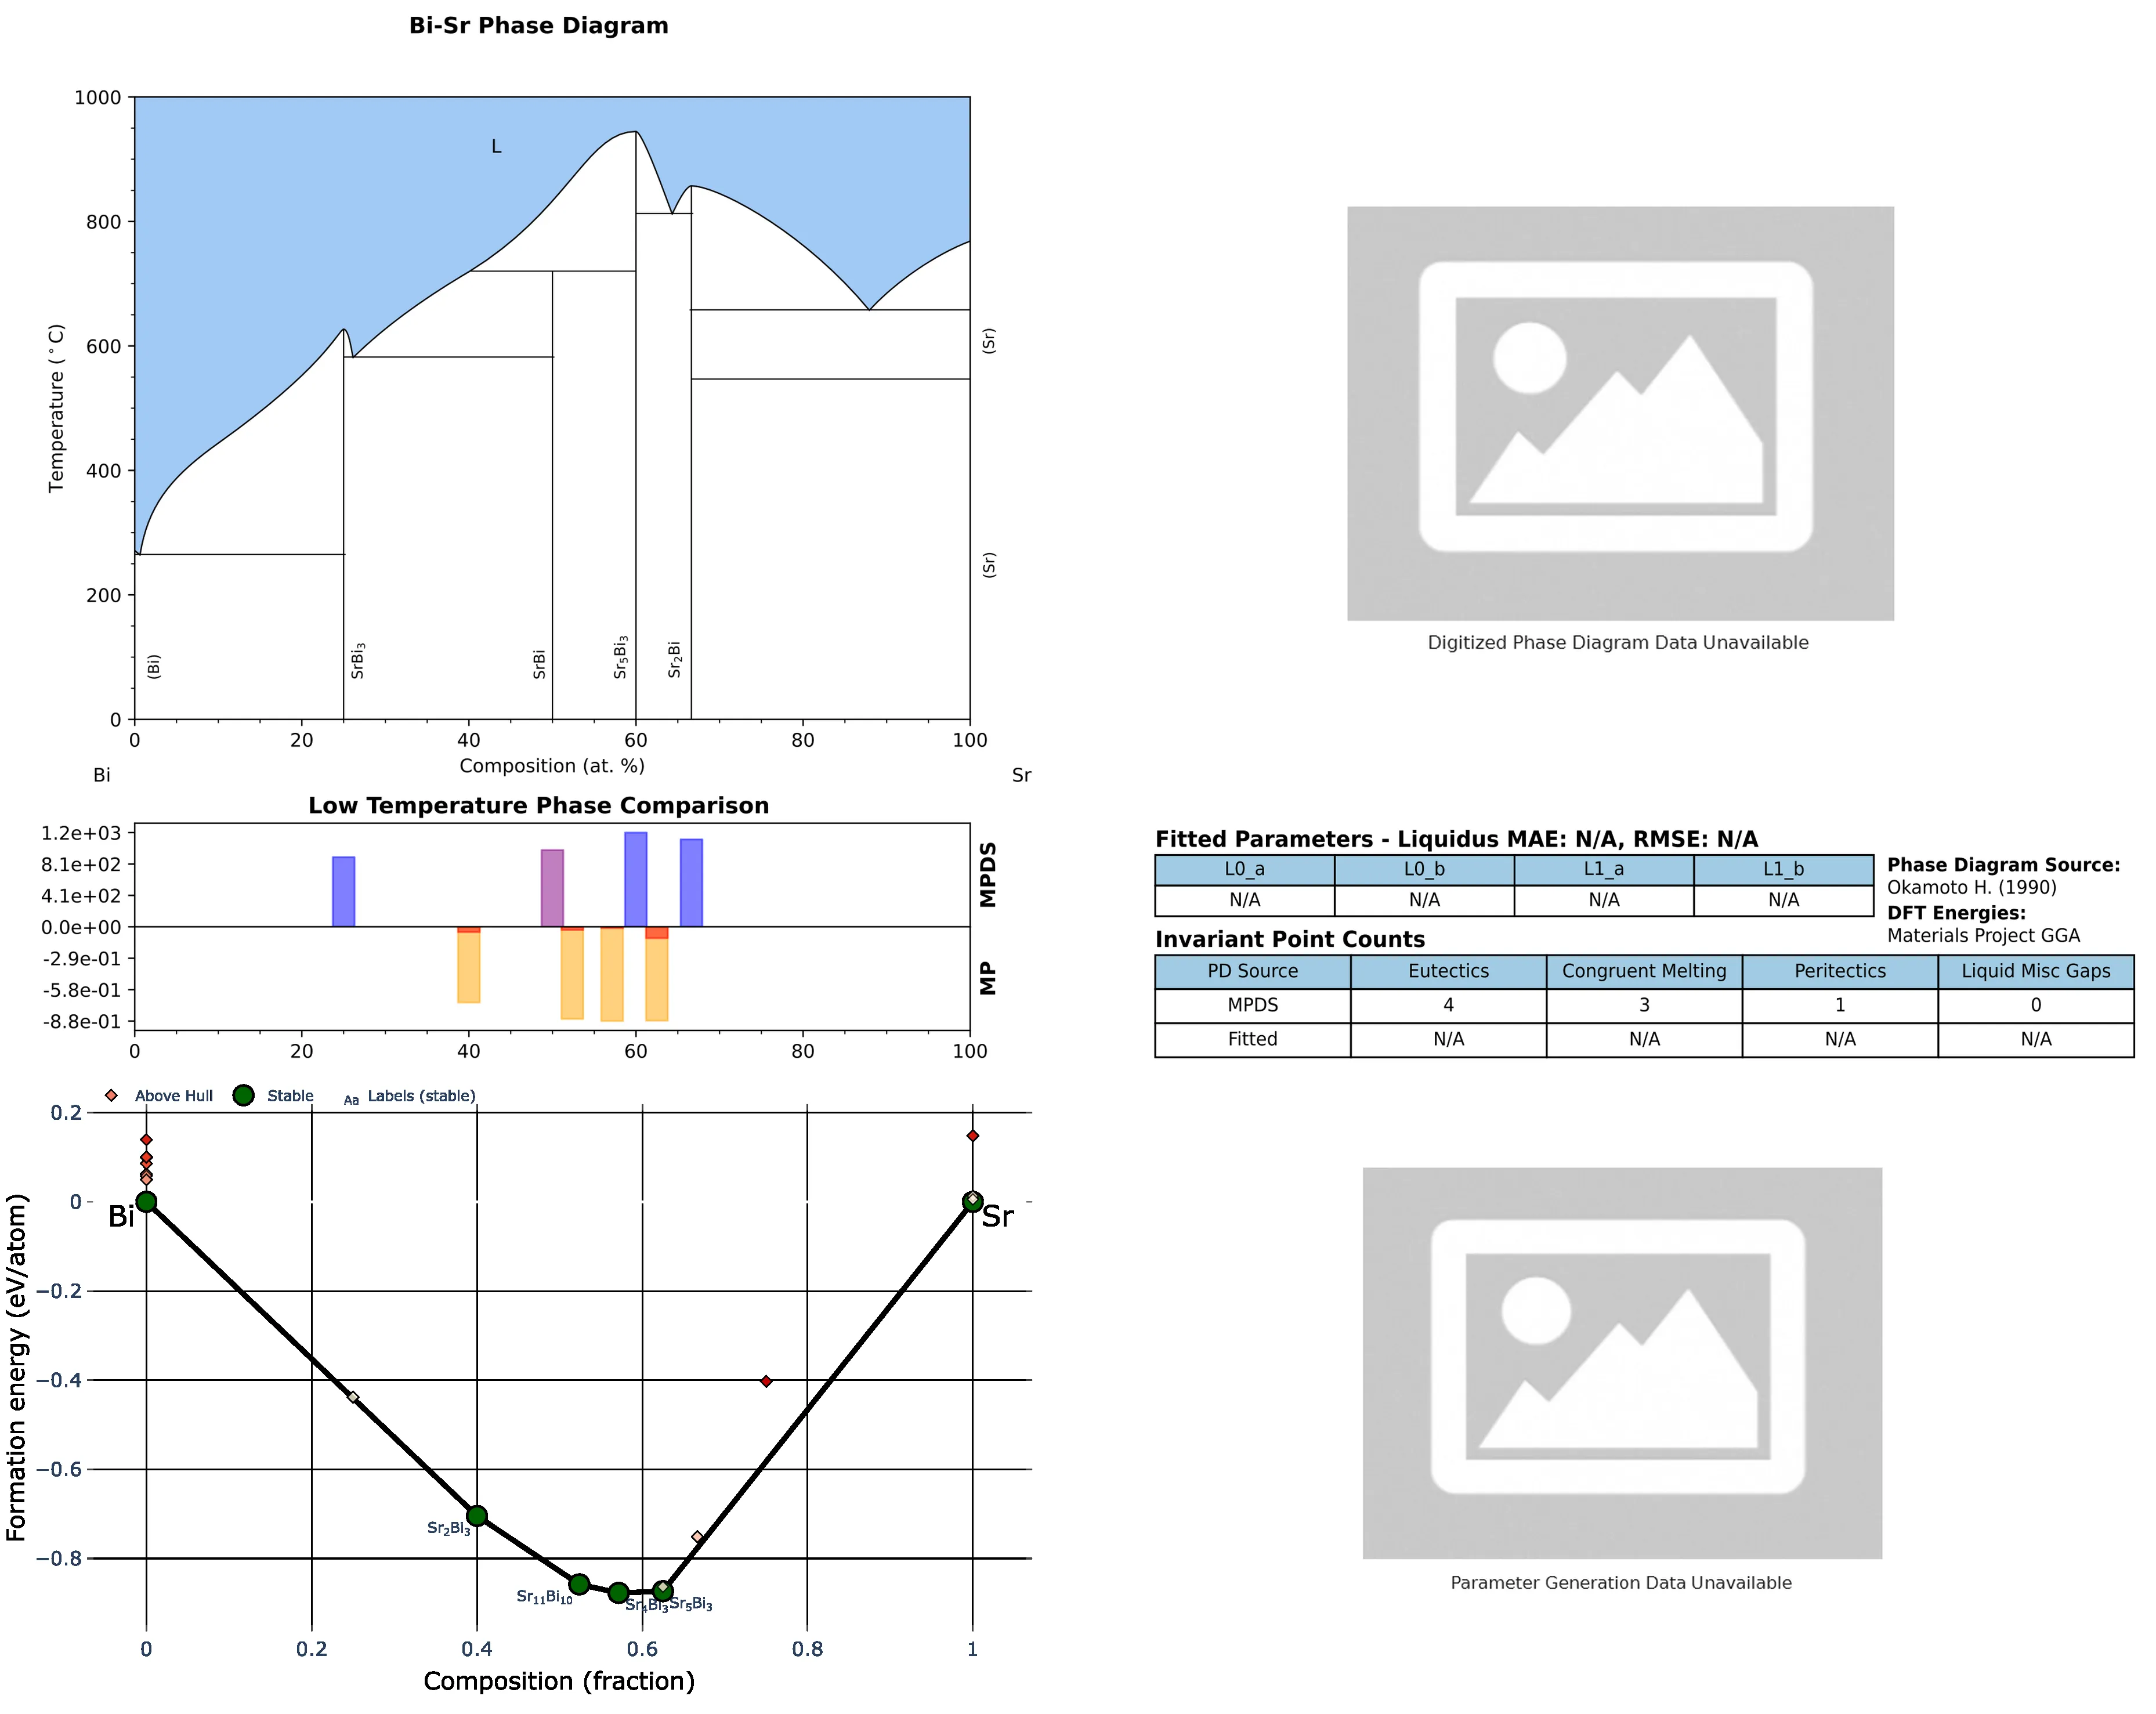 Bi-Sr Phase Diagram
1000
800
600
400
200
0
Temperature (°C)
L
(Bi)
SrBi₃
SrBi
Sr₅Bi₃
Sr₂Bi
(Sr)
(Sr)
0 20 40 60 80 100
Composition (at. %)
Bi Sr
Digitized Phase Diagram Data Unavailable
Low Temperature Phase Comparison
1.2e+03
8.1e+02
4.1e+02
0.0e+00
-2.9e-01
-5.8e-01
-8.8e-01
MPDS
MP
0 20 40 60 80 100
Fitted Parameters - Liquidus MAE: N/A, RMSE: N/A
L0_a L0_b L1_a L1_b
N/A N/A N/A N/A
Phase Diagram Source:
Okamoto H. (1990)
DFT Energies:
Materials Project GGA
Invariant Point Counts
PD Source Eutectics Congruent Melting Peritectics Liquid Misc Gaps
MPDS 4 3 1 0
Fitted N/A N/A N/A N/A
Above Hull Stable Aa Labels (stable)
0.2
0
−0.2
−0.4
−0.6
−0.8
Formation energy (eV/atom)
Bi
Sr
Sr₂Bi₃
Sr₁₁Bi₁₀
Sr₄Bi₃
Sr₅Bi₃
0 0.2 0.4 0.6 0.8 1
Composition (fraction)
Parameter Generation Data Unavailable